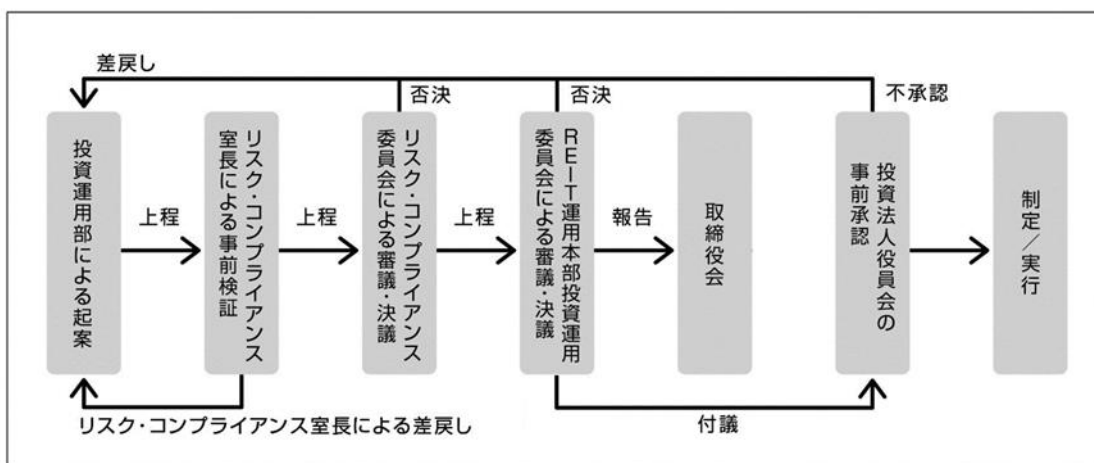 差戻し
否決
否決
不承認
投資運用部による起案
上程
リスク・コンプライアンス
室長による事前検証
上程
リスク・コンプライアンス
委員会による審議・決議
上程
REIT運用本部投資運用
委員会による審議・決議
報告
取締役会
投資法人役員会の
事前承認
制定／実行
リスク・コンプライアンス室長による差戻し
付議